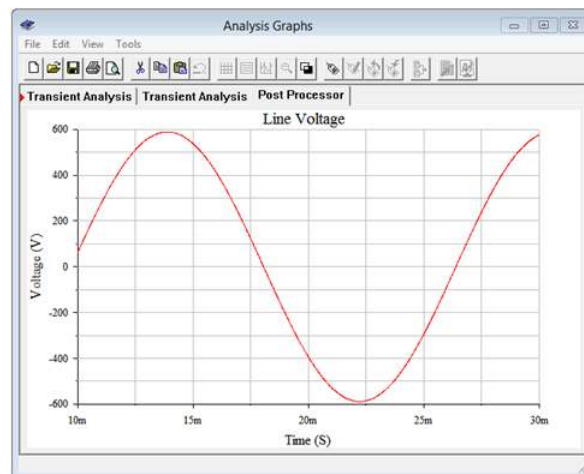 Analysis Graphs
File Edit View Tools
Transient Analysis Transient Analysis Post Processor
Line Voltage
600
400
200
0
-200
-400
-600
Voltage (V)
10m 15m 20m 25m 30m
Time (S)